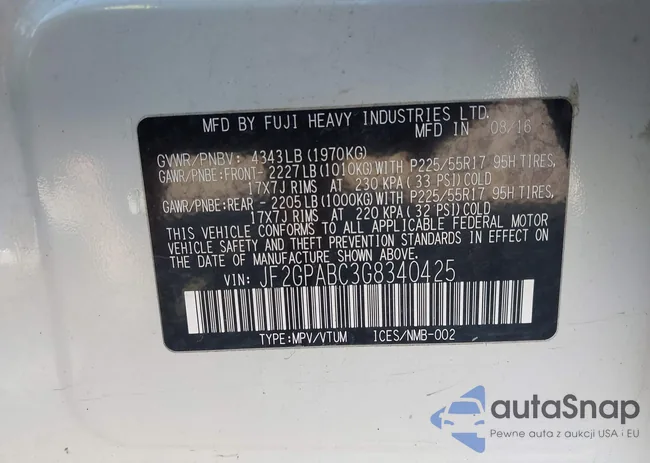 MFD BY FUJI HEAVY INDUSTRIES LTD.
MFD IN 08/16
GVWR/PNBV: 4343LB(1970KG)
GAWR/PNBE:FRONT- 2227LB(1010KG)WITH P225/55R17 95H TIRES,
17X7J RIMS AT 230 KPA(33 PSI)COLD
GAWR/PNBE:REAR - 2205LB(1000KG)WITH P225/55R17 95H TIRES,
17X7J RIMS AT 220 KPA(32 PSI)COLD
THIS VEHICLE CONFORMS TO ALL APPLICABLE FEDERAL MOTOR
VEHICLE SAFETY AND THEFT PREVENTION STANDARDS IN EFFECT ON
THE DATE OF MANUFACTURE SHOWN ABOVE.
VIN: JF2GPABC3G8340425
TYPE:MPV/VTUM ICES/NMB-002
autaSnap
Pewne auta z aukcji USA i EU